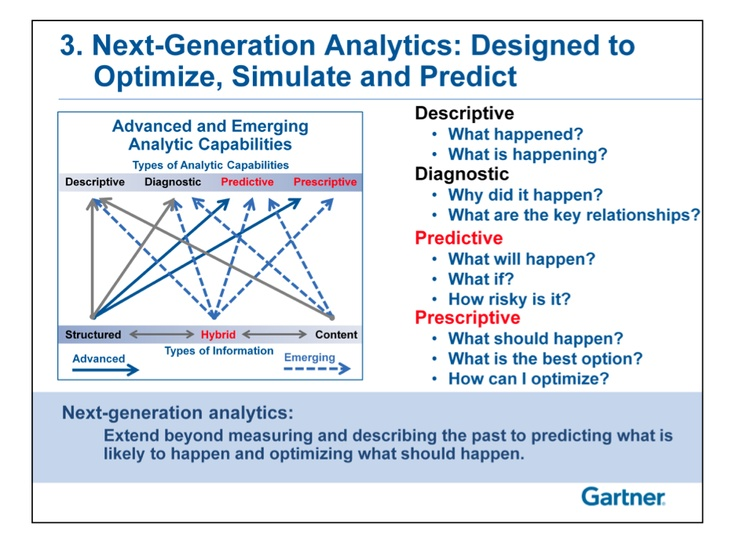 3. Next-Generation Analytics: Designed to
Optimize, Simulate and Predict
Advanced and Emerging
Analytic Capabilities
Types of Analytic Capabilities
Descriptive Diagnostic Predictive Prescriptive
Structured Hybrid Content
Types of Information
Advanced Emerging
Descriptive
• What happened?
• What is happening?
Diagnostic
• Why did it happen?
• What are the key relationships?
Predictive
• What will happen?
• What if?
• How risky is it?
Prescriptive
• What should happen?
• What is the best option?
• How can I optimize?
Next-generation analytics:
Extend beyond measuring and describing the past to predicting what is
likely to happen and optimizing what should happen.
Gartner